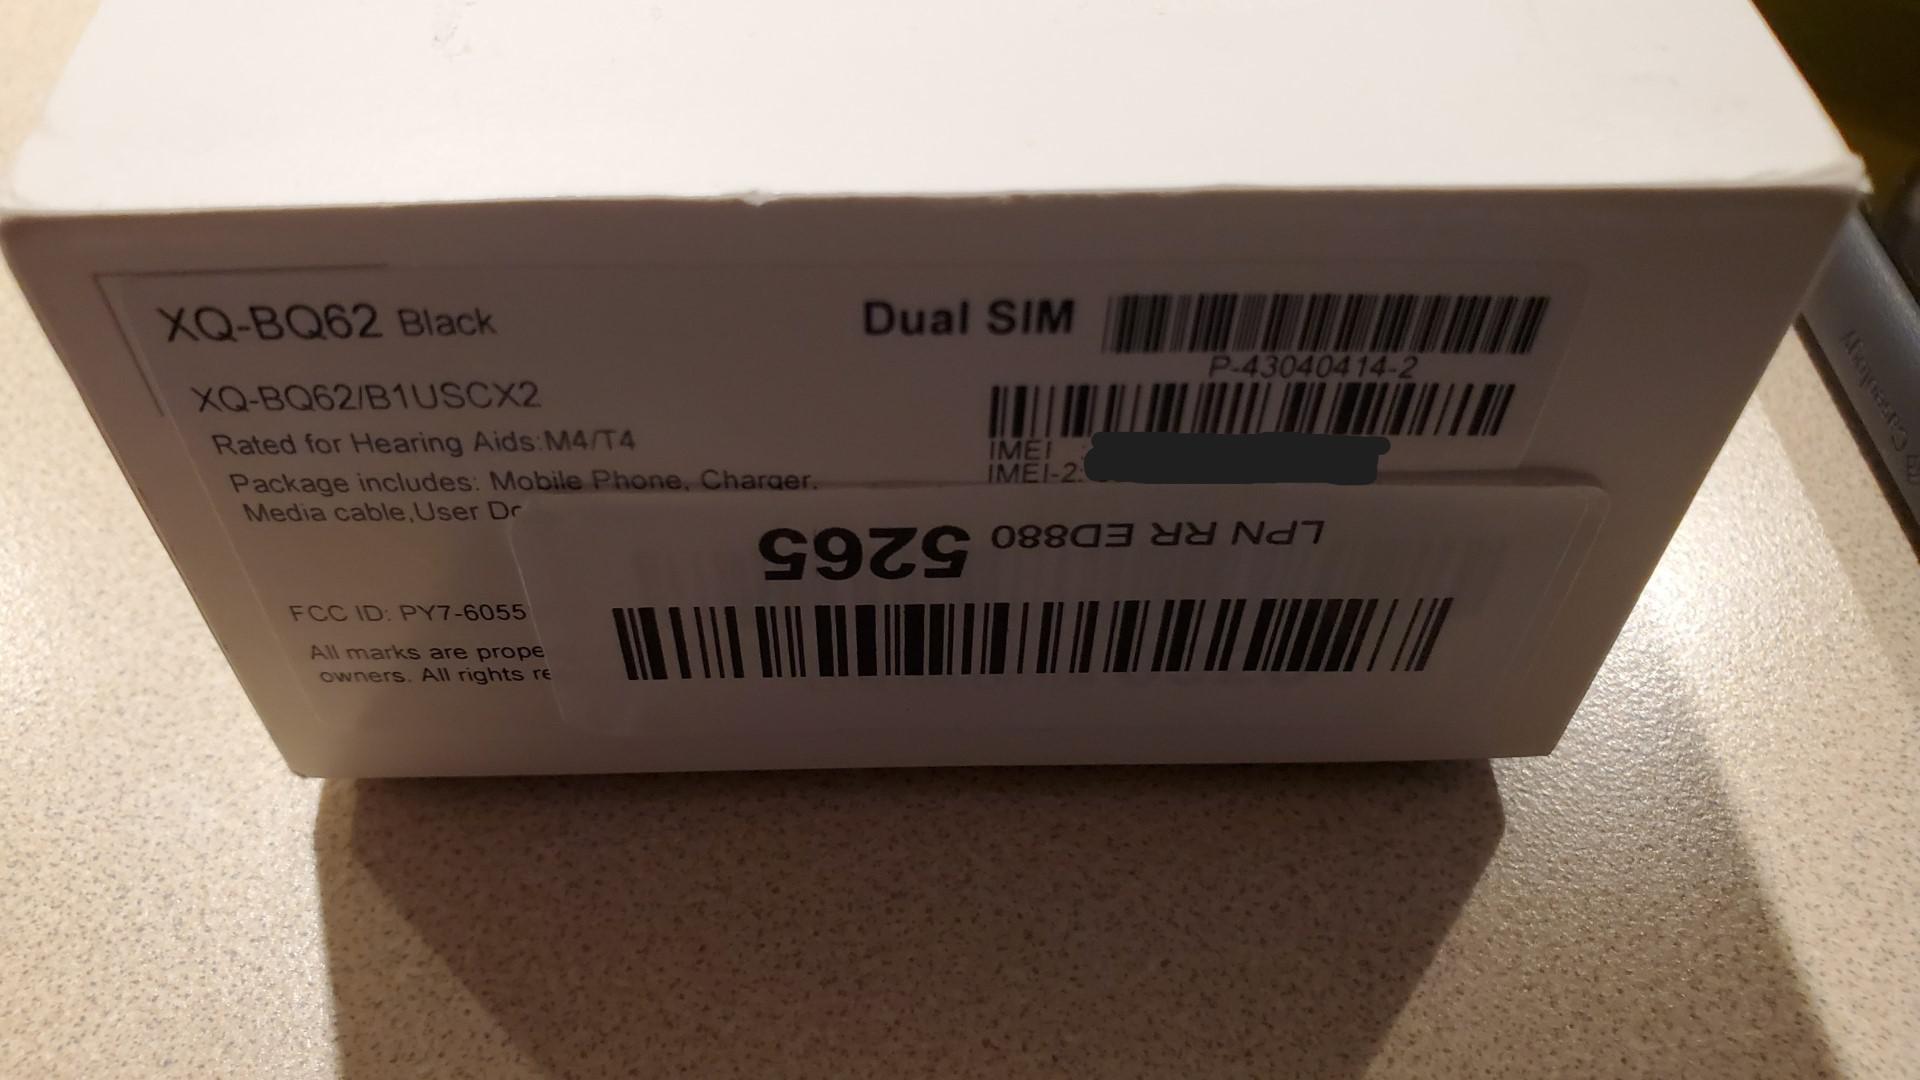 XQ-BQ62 Black
Dual SIM
P-43040414-2
XQ-BQ62/B1USCX2
Rated for Hearing Aids:M4/T4
IMEI
IMEI-2:
Package includes: Mobile Phone, Charger,
Media cable,User Do
LPN RR ED880 5265
FCC ID: PY7-6055
All marks are prope
owners. All rights re